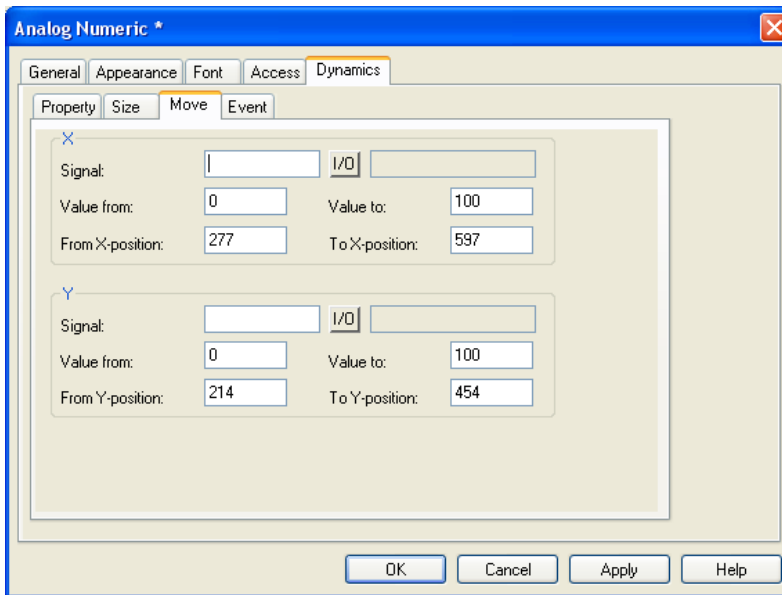 Analog Numeric *
General Appearance Font Access Dynamics
Property Size Move Event
X
Signal: I/O
Value from: 0 Value to: 100
From X-position: 277 To X-position: 597
Y
Signal: I/O
Value from: 0 Value to: 100
From Y-position: 214 To Y-position: 454
OK Cancel Apply Help